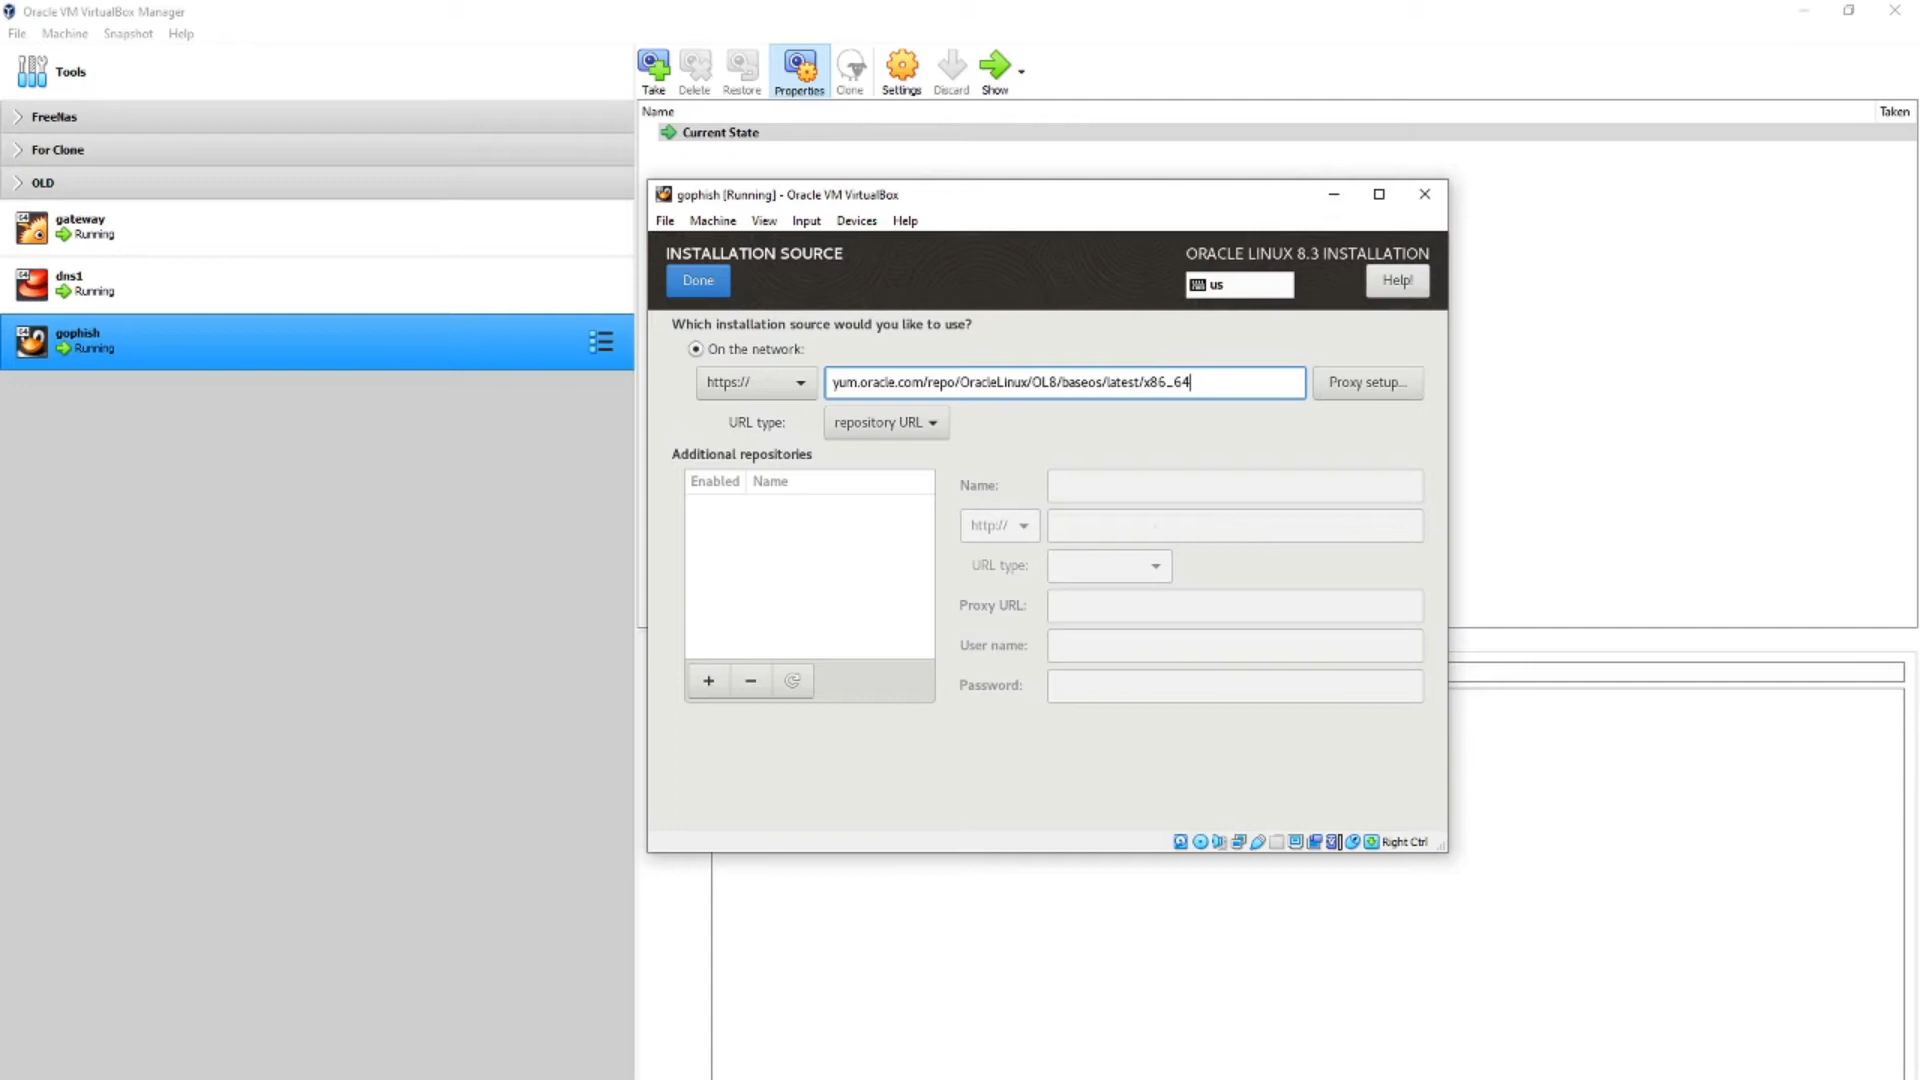 Oracle VM VirtualBox Manager
File Machine Snapshot Help
Tools
FreeNas
For Clone
OLD
64
gateway
Running
64
dns1
Running
64
gophish
Running
Take Delete Restore Properties Clone Settings Discard Show
Name Taken
Current State
gophish [Running] - Oracle VM VirtualBox
File Machine View Input Devices Help
INSTALLATION SOURCE
ORACLE LINUX 8.3 INSTALLATION
Done
us
Help!
Which installation source would you like to use?
On the network:
https://
yum.oracle.com/repo/OracleLinux/OL8/baseos/latest/x86_64
Proxy setup...
URL type:
repository URL
Additional repositories
Enabled Name
Name:
http://
URL type:
Proxy URL:
User name:
Password:
+ −
Right Ctrl